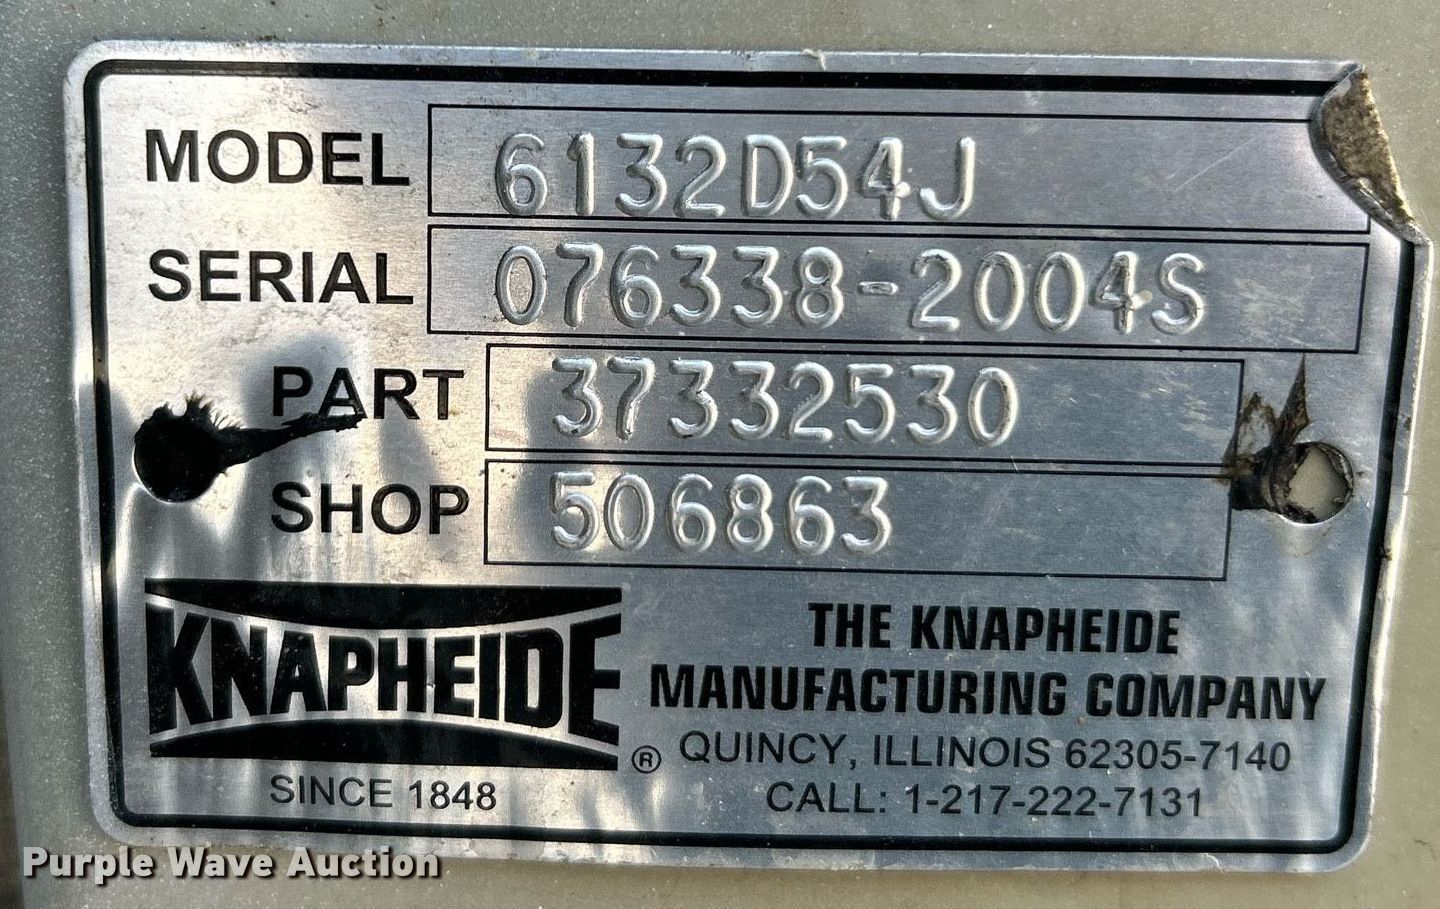 MODEL 6132D54J
SERIAL 076338-2004S
PART 37332530
SHOP 506863
KNAPHEIDE ®
SINCE 1848
THE KNAPHEIDE
MANUFACTURING COMPANY
QUINCY, ILLINOIS 62305-7140
CALL: 1-217-222-7131
Purple Wave Auction